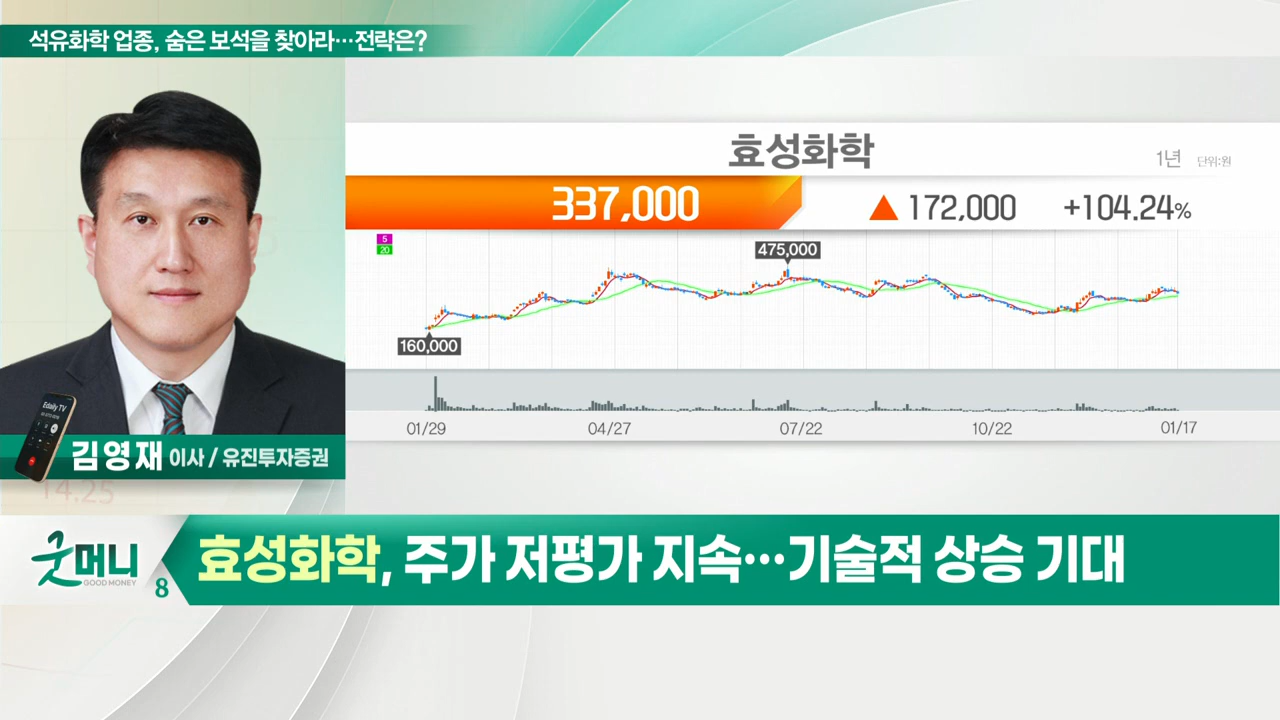 석유화학 업종, 숨은 보석을 찾아라…전략은?
효성화학
1년 단위:원
337,000 ▲ 172,000 +104.24%
5
20
475,000
160,000
01/29 04/27 07/22 10/22 01/17
Edaily TV
김영재 이사 / 유진투자증권
14.25
굿머니
GOOD MONEY
8
효성화학, 주가 저평가 지속…기술적 상승 기대